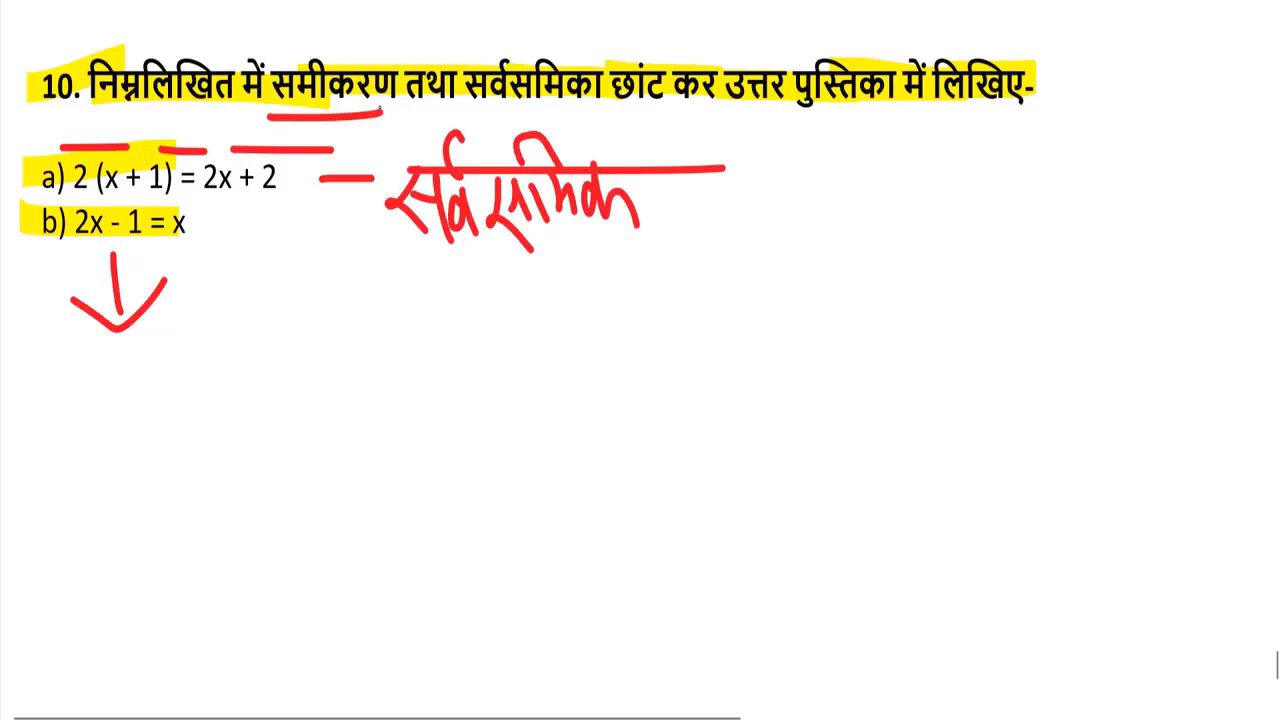 10. निम्नलिखित में समीकरण तथा सर्वसमिका छांट कर उत्तर पुस्तिका में लिखिए-
a) 2 (x + 1) = 2x + 2 — सर्वसमिका
b) 2x - 1 = x